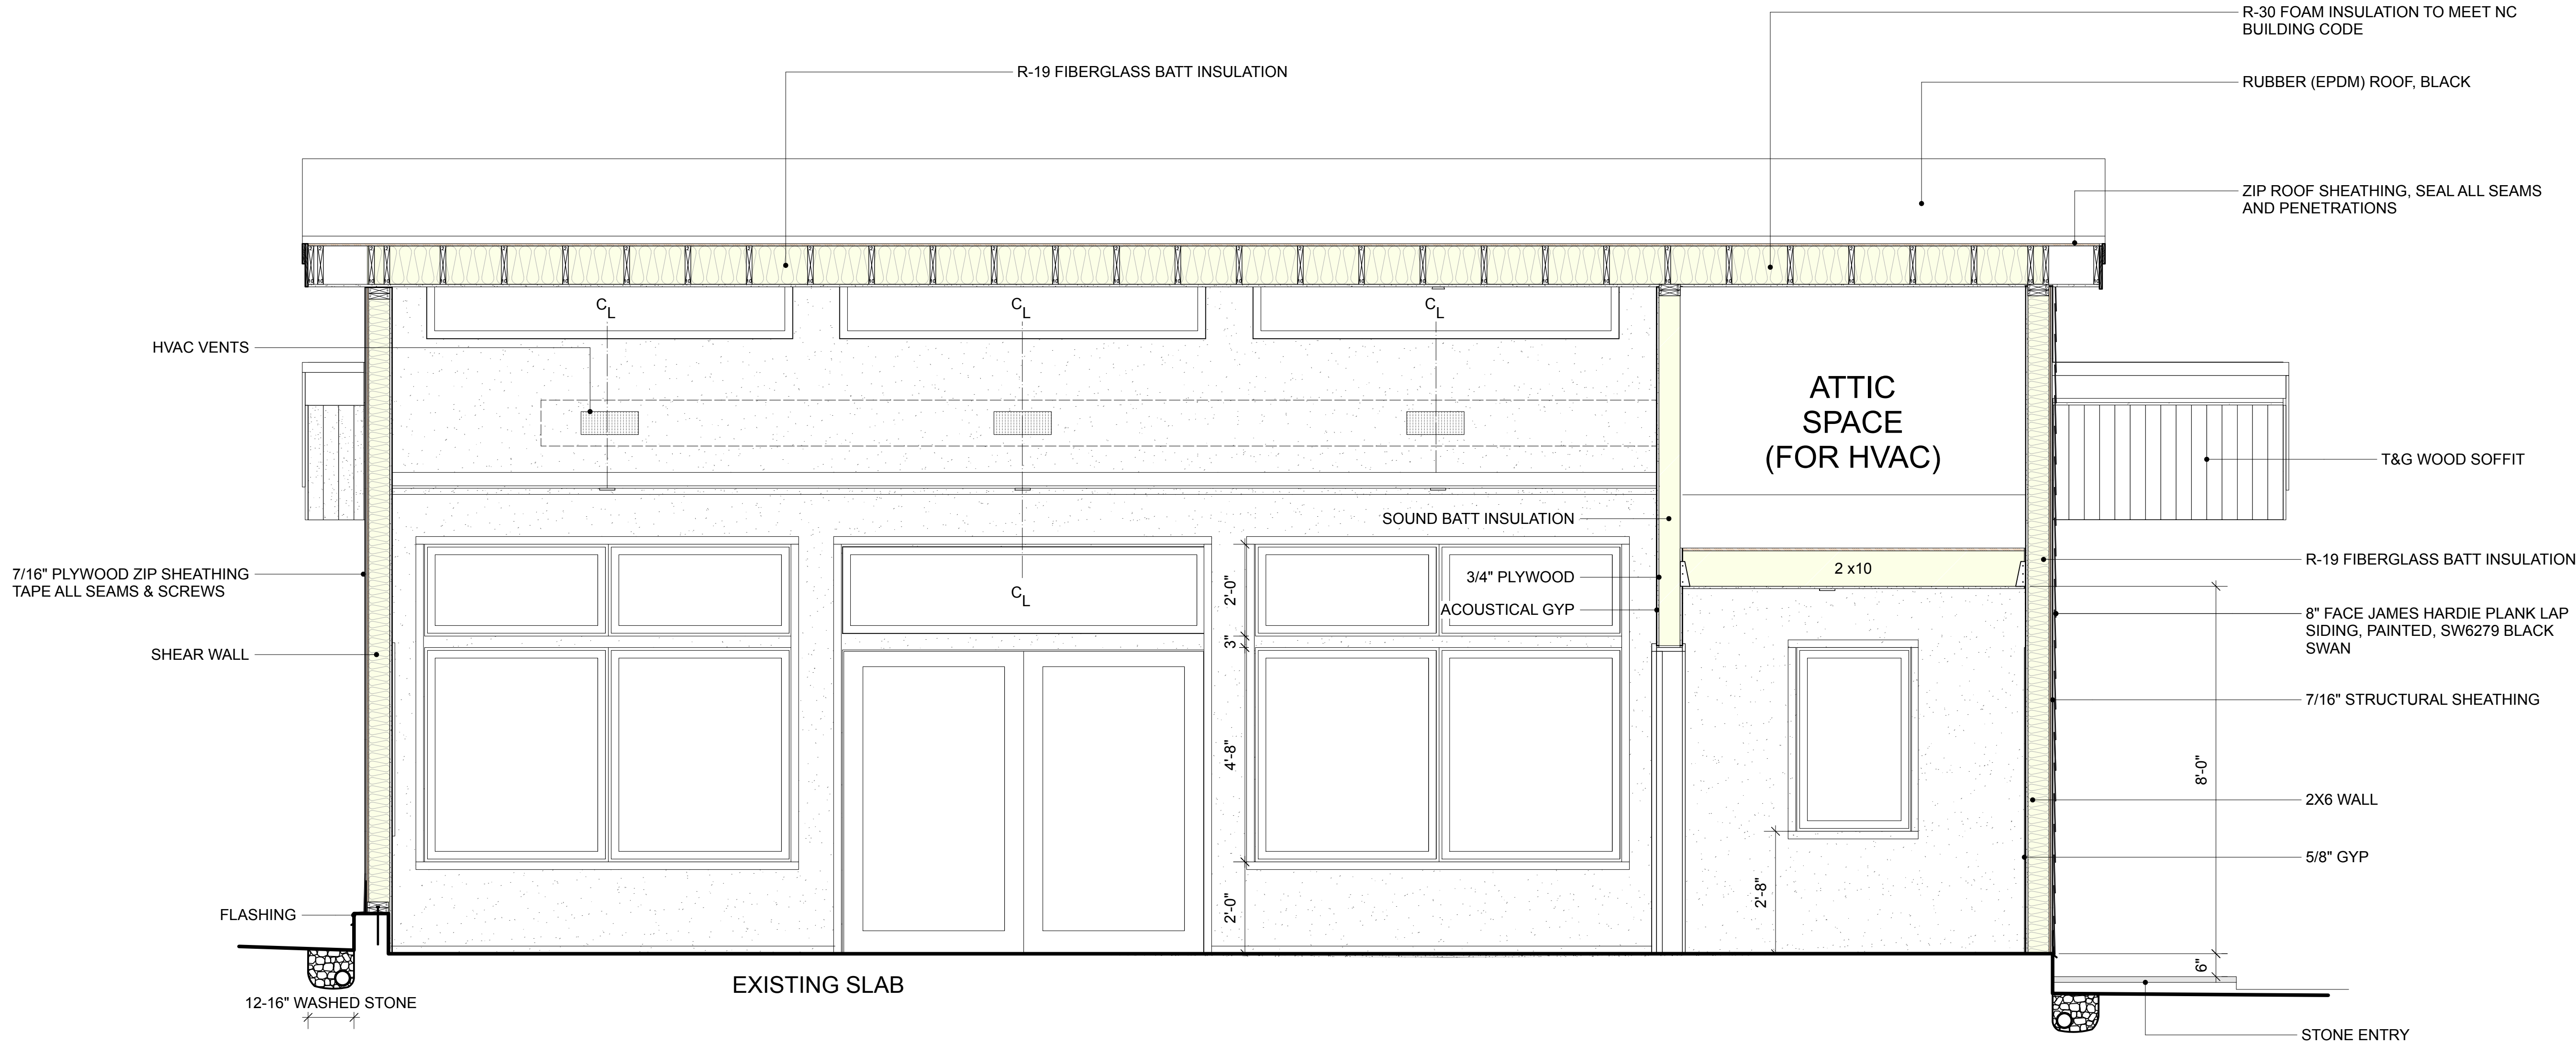 R-30 FOAM INSULATION TO MEET NC
BUILDING CODE
R-19 FIBERGLASS BATT INSULATION
RUBBER (EPDM) ROOF, BLACK
ZIP ROOF SHEATHING, SEAL ALL SEAMS
AND PENETRATIONS
CL
CL
CL
HVAC VENTS
ATTIC
SPACE
(FOR HVAC)
T&G WOOD SOFFIT
SOUND BATT INSULATION
R-19 FIBERGLASS BATT INSULATION
2 x10
7/16" PLYWOOD ZIP SHEATHING
TAPE ALL SEAMS & SCREWS
3/4" PLYWOOD
2'-0"
CL
ACOUSTICAL GYP
8" FACE JAMES HARDIE PLANK LAP
SIDING, PAINTED, SW6279 BLACK
SWAN
3"
SHEAR WALL
7/16" STRUCTURAL SHEATHING
4'-8"
8'-0"
2X6 WALL
5/8" GYP
2'-8"
2'-0"
FLASHING
6"
EXISTING SLAB
12-16" WASHED STONE
STONE ENTRY